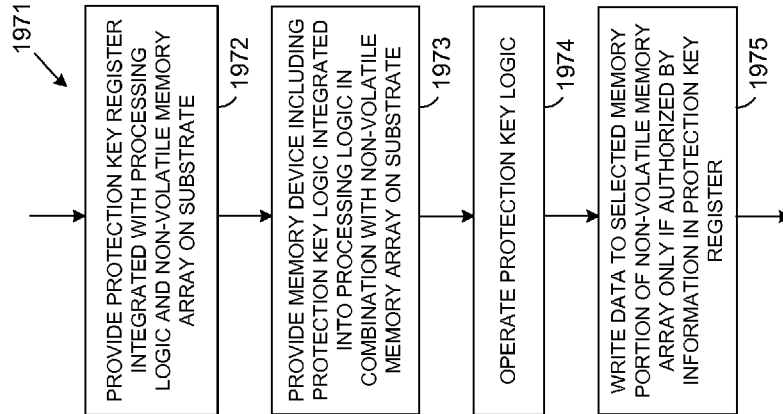 1971
PROVIDE PROTECTION KEY REGISTER
INTEGRATED WITH PROCESSING
LOGIC AND NON-VOLATILE MEMORY
ARRAY ON SUBSTRATE
1972
PROVIDE MEMORY DEVICE INCLUDING
PROTECTION KEY LOGIC INTEGRATED
INTO PROCESSING LOGIC IN
COMBINATION WITH NON-VOLATILE
MEMORY ARRAY ON SUBSTRATE
1973
OPERATE PROTECTION KEY LOGIC
1974
WRITE DATA TO SELECTED MEMORY
PORTION OF NON-VOLATILE MEMORY
ARRAY ONLY IF AUTHORIZED BY
INFORMATION IN PROTECTION KEY
REGISTER
1975